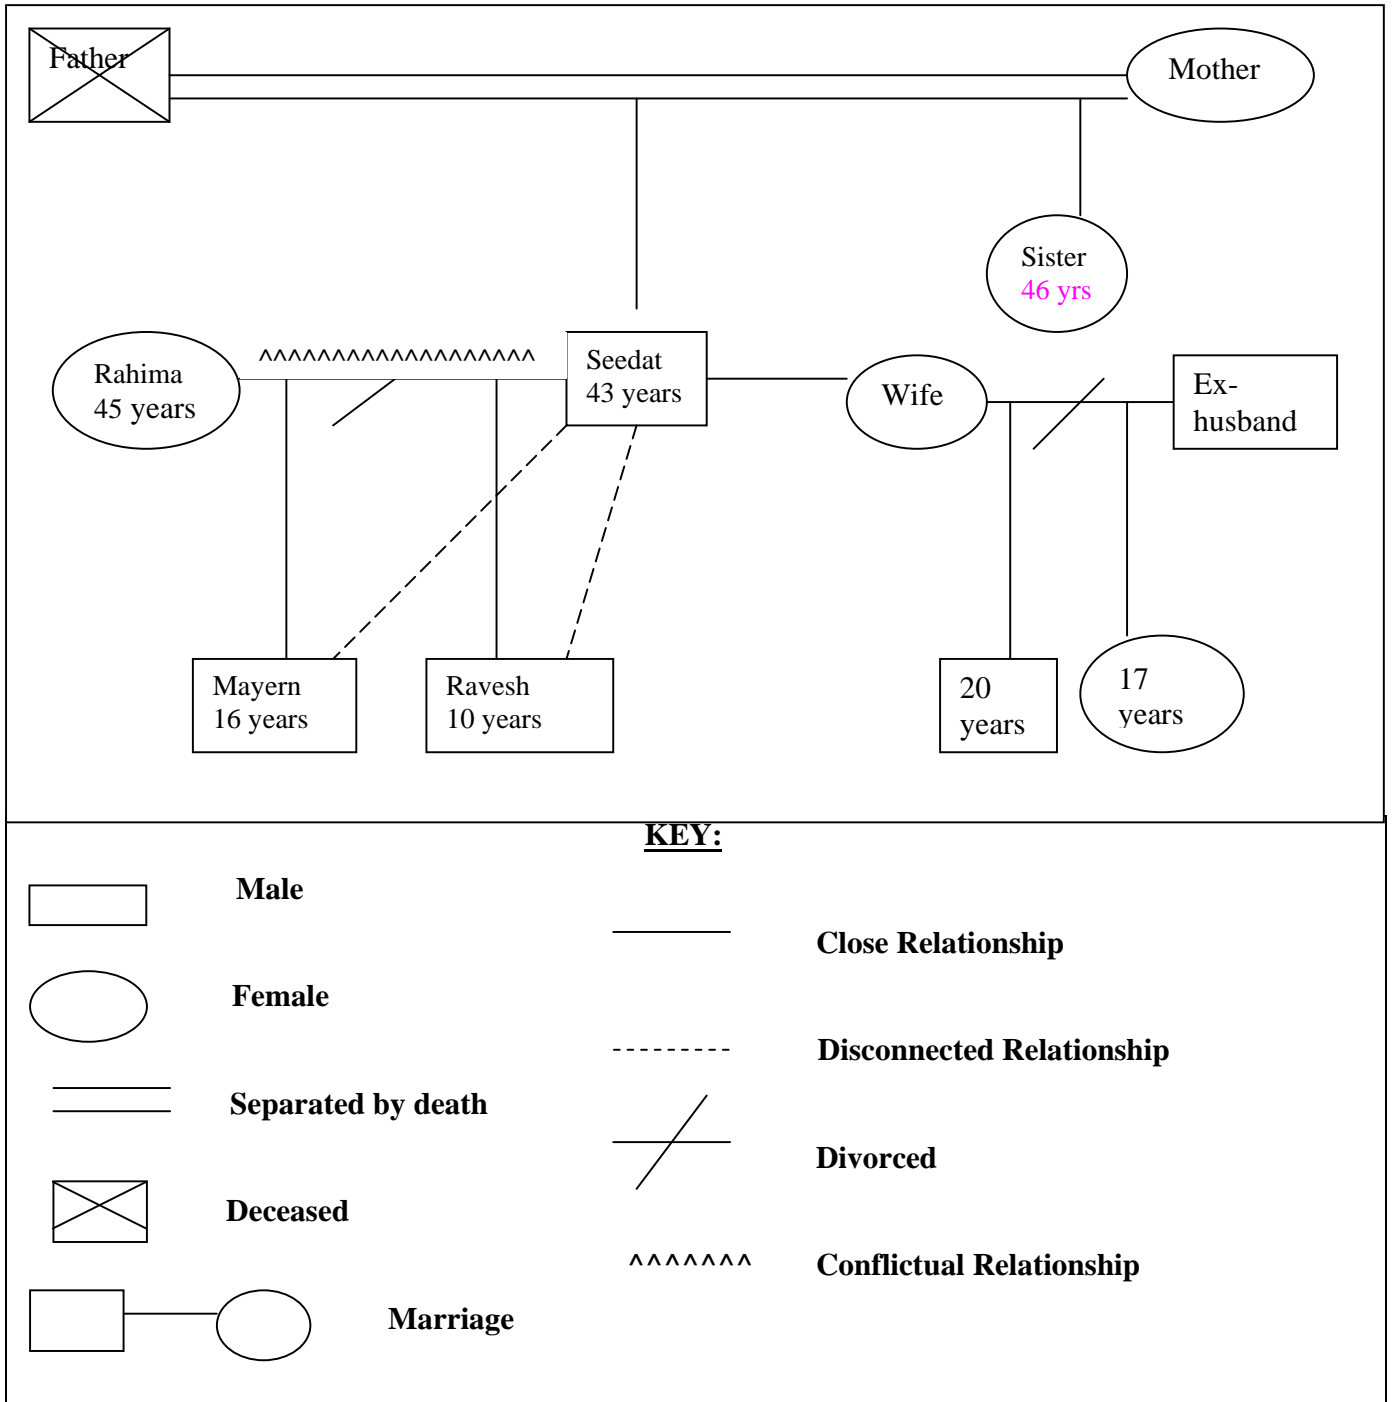 Father
Mother
Sister
46 yrs
^^^^^^^^^^^^^^^^^^^
Rahima
45 years
Seedat
43 years
Wife
Ex-
husband
Mayern
16 years
Ravesh
10 years
20
years
17
years
KEY:
Male
Close Relationship
Female
Disconnected Relationship
Separated by death
Divorced
Deceased
^^^^^^^ Conflictual Relationship
Marriage